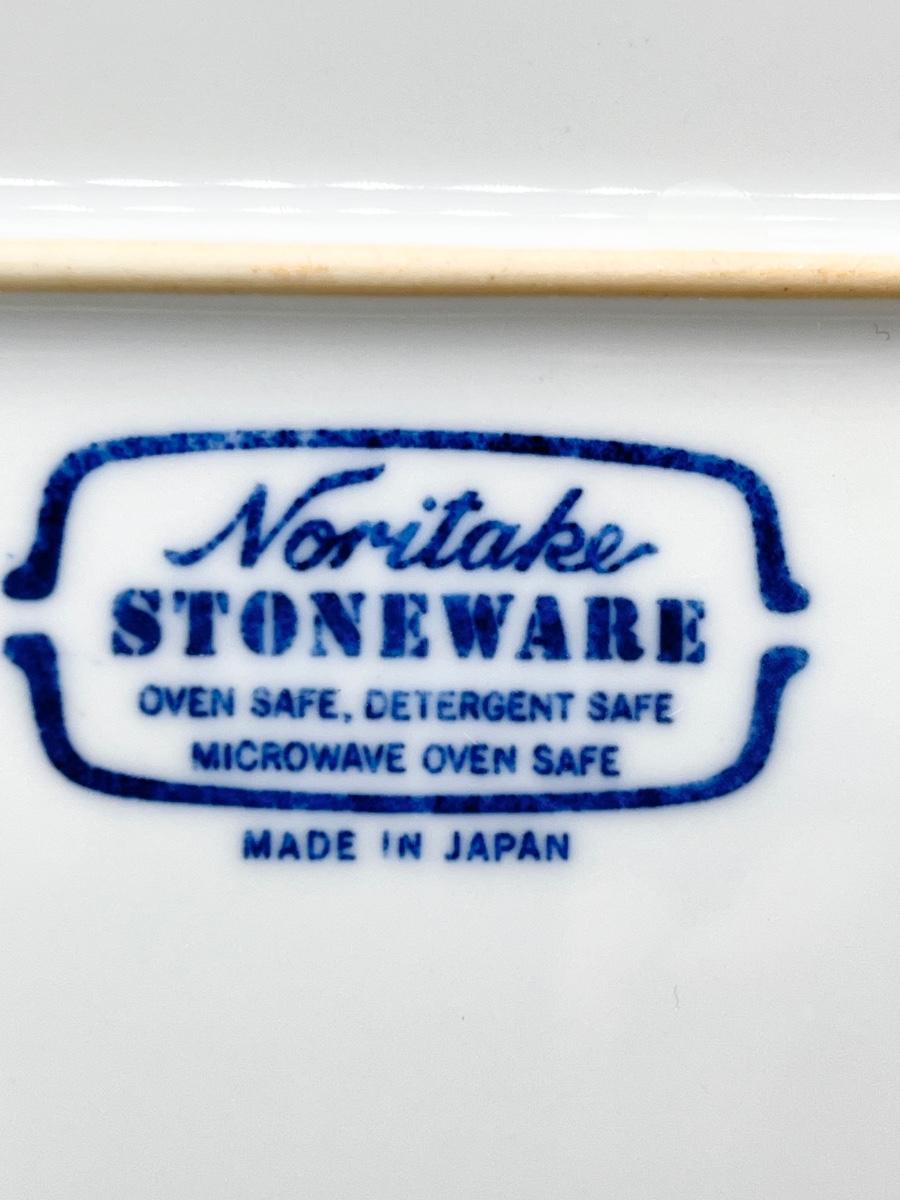 Noritake
STONEWARE
OVEN SAFE, DETERGENT SAFE
MICROWAVE OVEN SAFE
MADE IN JAPAN